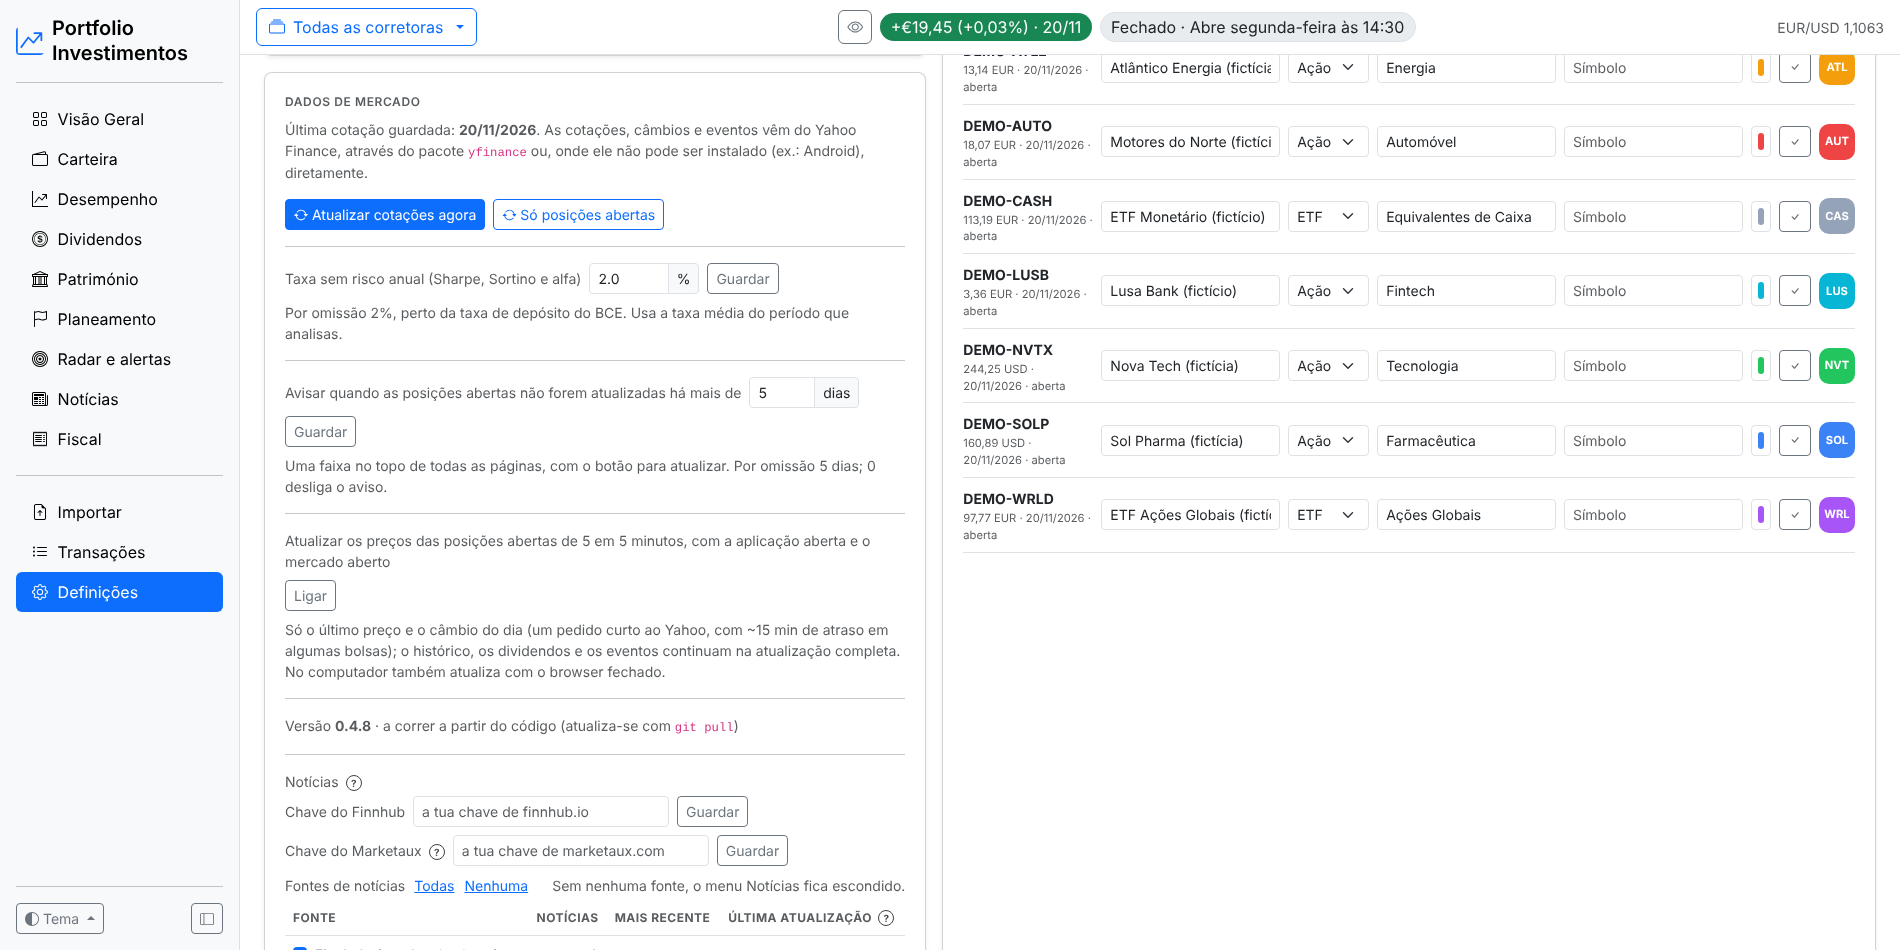 Portfolio
Investimentos
Visão Geral
Carteira
Desempenho
Dividendos
Património
Planeamento
Radar e alertas
Notícias
Fiscal
Importar
Transações
Definições
Tema
Todas as corretoras
+€19,45 (+0,03%) · 20/11
Fechado · Abre segunda-feira às 14:30
EUR/USD 1,1063
DADOS DE MERCADO
Última cotação guardada: 20/11/2026. As cotações, câmbios e eventos vêm do Yahoo
Finance, através do pacote yfinance ou, onde ele não pode ser instalado (ex.: Android),
diretamente.
Atualizar cotações agora
Só posições abertas
Taxa sem risco anual (Sharpe, Sortino e alfa) 2.0 % Guardar
Por omissão 2%, perto da taxa de depósito do BCE. Usa a taxa média do período que
analisas.
Avisar quando as posições abertas não forem atualizadas há mais de 5 dias
Guardar
Uma faixa no topo de todas as páginas, com o botão para atualizar. Por omissão 5 dias; 0
desliga o aviso.
Atualizar os preços das posições abertas de 5 em 5 minutos, com a aplicação aberta e o
mercado aberto
Ligar
Só o último preço e o câmbio do dia (um pedido curto ao Yahoo, com ~15 min de atraso em
algumas bolsas); o histórico, os dividendos e os eventos continuam na atualização completa.
No computador também atualiza com o browser fechado.
Versão 0.4.8 · a correr a partir do código (atualiza-se com git pull)
Notícias ?
Chave do Finnhub a tua chave de finnhub.io Guardar
Chave do Marketaux ? a tua chave de marketaux.com Guardar
Fontes de notícias Todas Nenhuma Sem nenhuma fonte, o menu Notícias fica escondido.
FONTE NOTÍCIAS MAIS RECENTE ÚLTIMA ATUALIZAÇÃO ?
13,14 EUR · 20/11/2026 ·
aberta
Atlântico Energia (fictíci Ação Energia Símbolo ATL
DEMO-AUTO
18,07 EUR · 20/11/2026 ·
aberta
Motores do Norte (fictíci Ação Automóvel Símbolo AUT
DEMO-CASH
113,19 EUR · 20/11/2026 ·
aberta
ETF Monetário (fictício) ETF Equivalentes de Caixa Símbolo CAS
DEMO-LUSB
3,36 EUR · 20/11/2026 ·
aberta
Lusa Bank (fictício) Ação Fintech Símbolo LUS
DEMO-NVTX
244,25 USD ·
20/11/2026 · aberta
Nova Tech (fictícia) Ação Tecnologia Símbolo NVT
DEMO-SOLP
160,89 USD ·
20/11/2026 · aberta
Sol Pharma (fictícia) Ação Farmacêutica Símbolo SOL
DEMO-WRLD
97,77 EUR · 20/11/2026 ·
aberta
ETF Ações Globais (fictí ETF Ações Globais Símbolo WRL